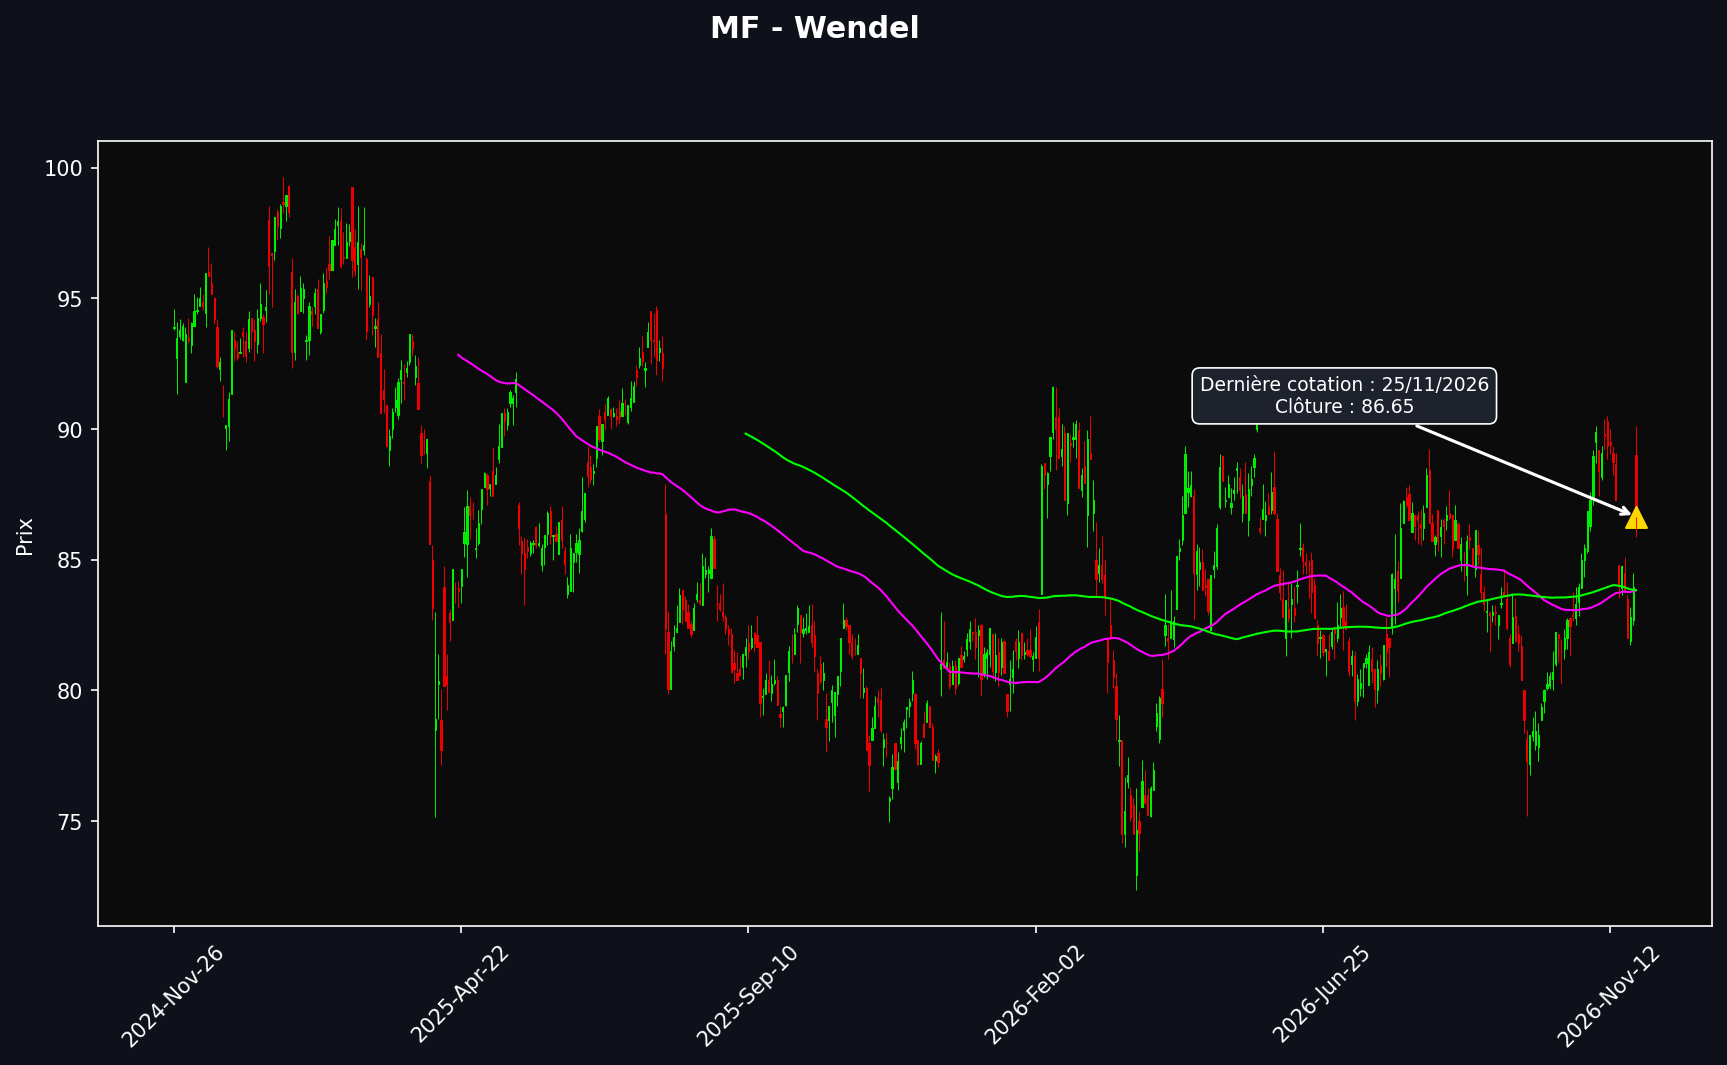 MF - Wendel
Prix
100
95
90
85
80
75
Dernière cotation : 25/11/2026
Clôture : 86.65
2024-Nov-26
2025-Apr-22
2025-Sep-10
2026-Feb-02
2026-Jun-25
2026-Nov-12